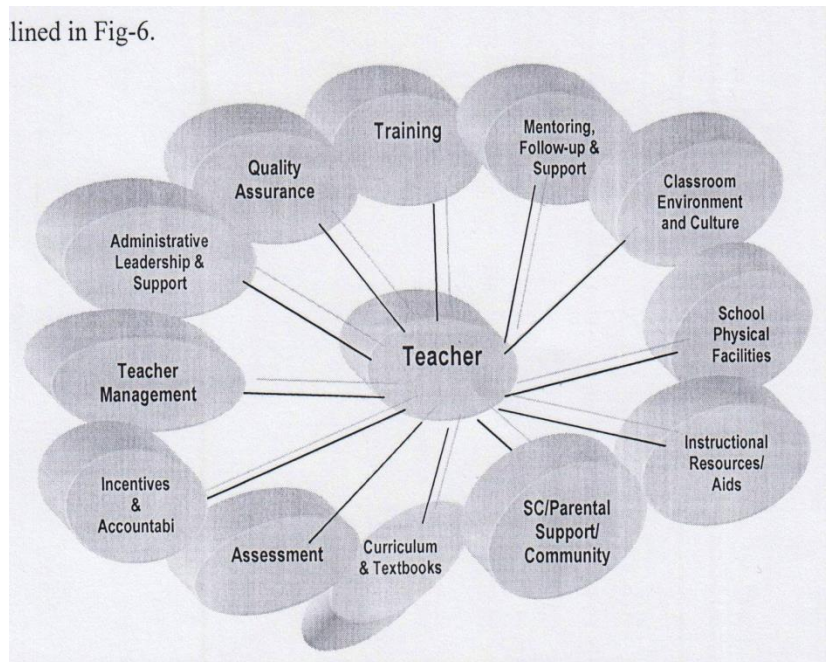 lined in Fig-6.
Training
Mentoring,
Follow-up &
Support
Quality
Assurance
Classroom
Environment
and Culture
Administrative
Leadership &
Support
School
Physical
Facilities
Teacher
Teacher
Management
Instructional
Resources/
Aids
Incentives
&
Accountabi
SC/Parental
Support/
Community
Assessment
Curriculum
& Textbooks